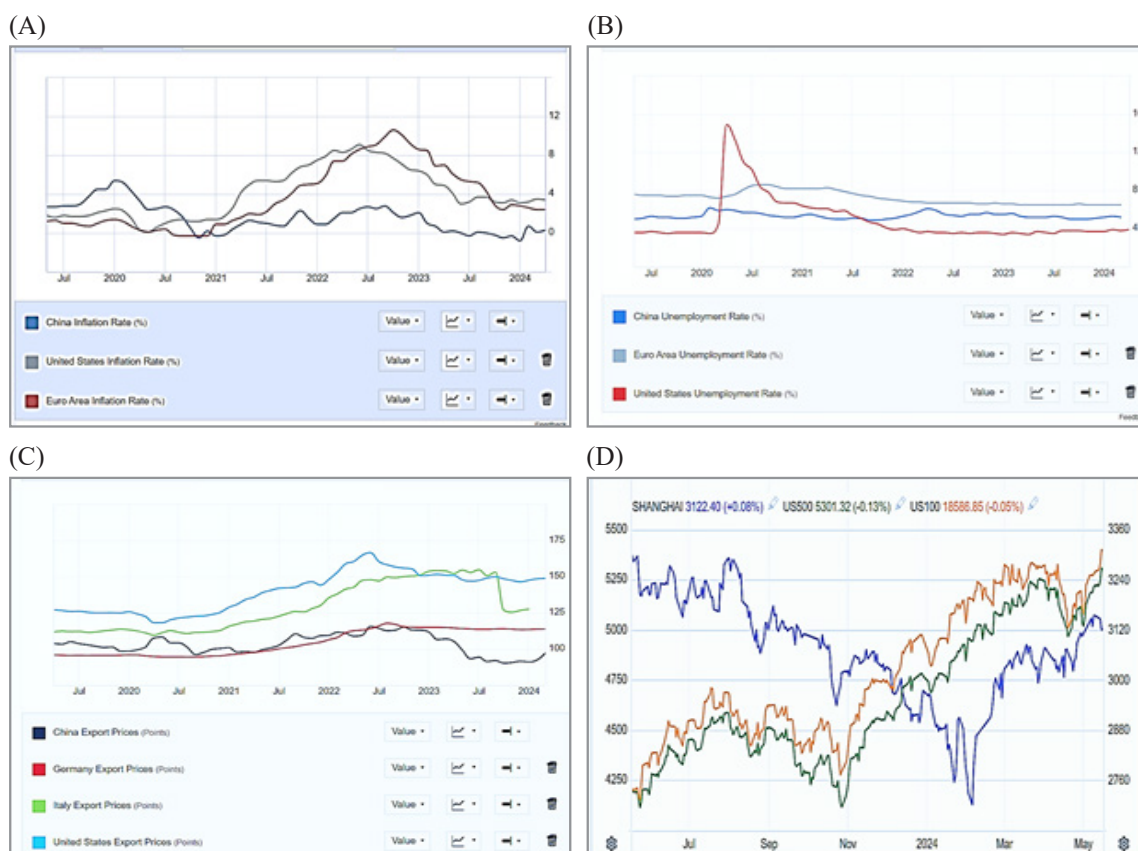 (A)
12
8
4
0
Jul 2020 Jul 2021 Jul 2022 Jul 2023 Jul 2024
China Inflation Rate (%) Value
United States Inflation Rate (%) Value
Euro Area Inflation Rate (%) Value
Feedback
(B)
8
4
Jul 2020 Jul 2021 Jul 2022 Jul 2023 Jul 2024
China Unemployment Rate (%) Value
Euro Area Unemployment Rate (%) Value
United States Unemployment Rate (%) Value
Feedb
(C)
175
150
125
100
Jul 2020 Jul 2021 Jul 2022 Jul 2023 Jul 2024
China Export Prices (Points) Value
Germany Export Prices (Points) Value
Italy Export Prices (Points) Value
United States Export Prices (Points) Value
(D)
SHANGHAI 3122.40 (+0.08%) US500 5301.32 (-0.13%) US100 18586.85 (-0.05%)
5500 3360
5250 3240
5000 3120
4750 3000
4500 2880
4250 2760
Jul Sep Nov 2024 Mar May